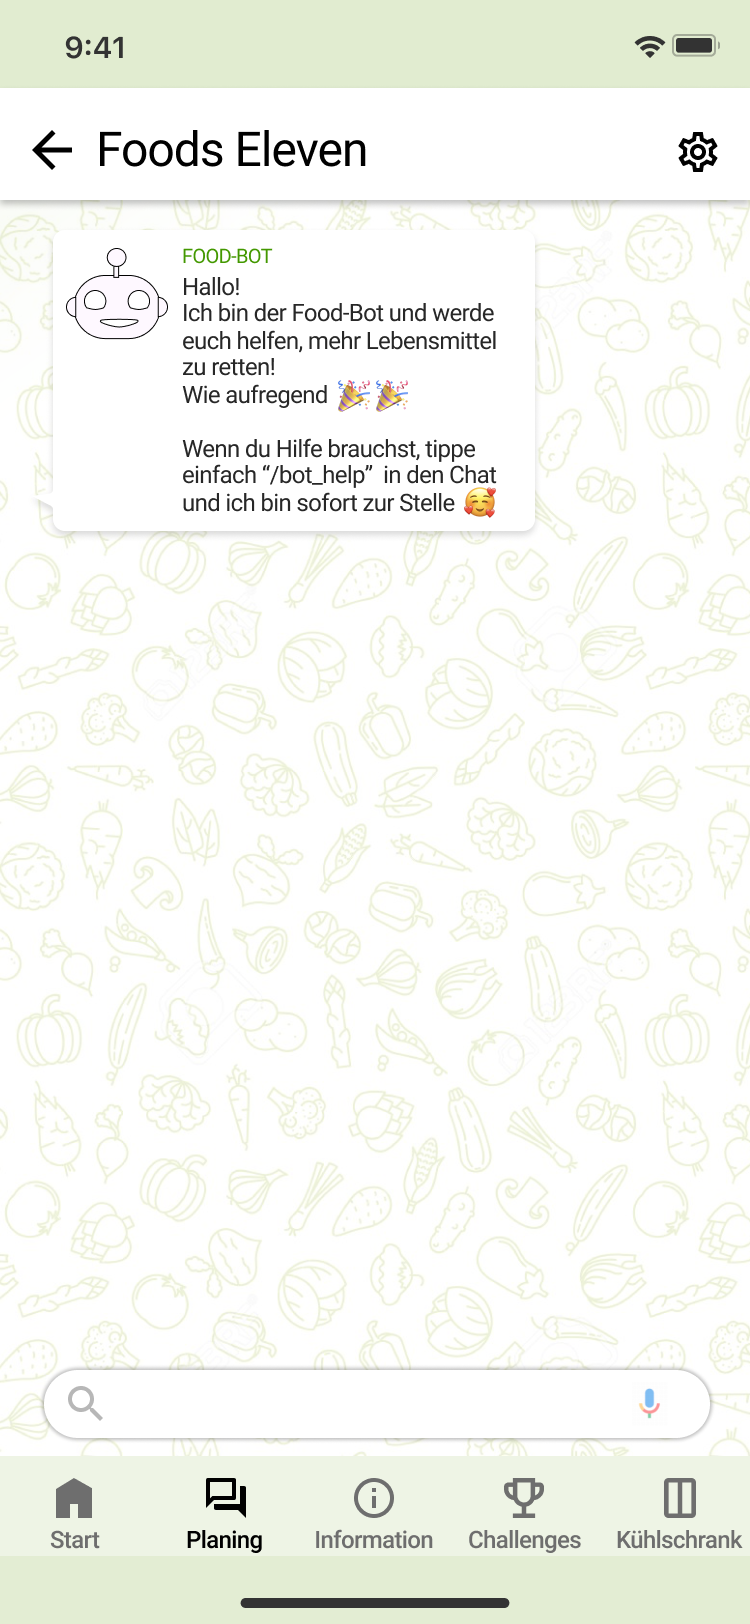 9:41
Foods Eleven
FOOD-BOT
Hallo!
Ich bin der Food-Bot und werde
euch helfen, mehr Lebensmittel
zu retten!
Wie aufregend 🎉🎉
Wenn du Hilfe brauchst, tippe
einfach “/bot_help” in den Chat
und ich bin sofort zur Stelle 🥰
Start
Planing
Information
Challenges
Kühlschrank